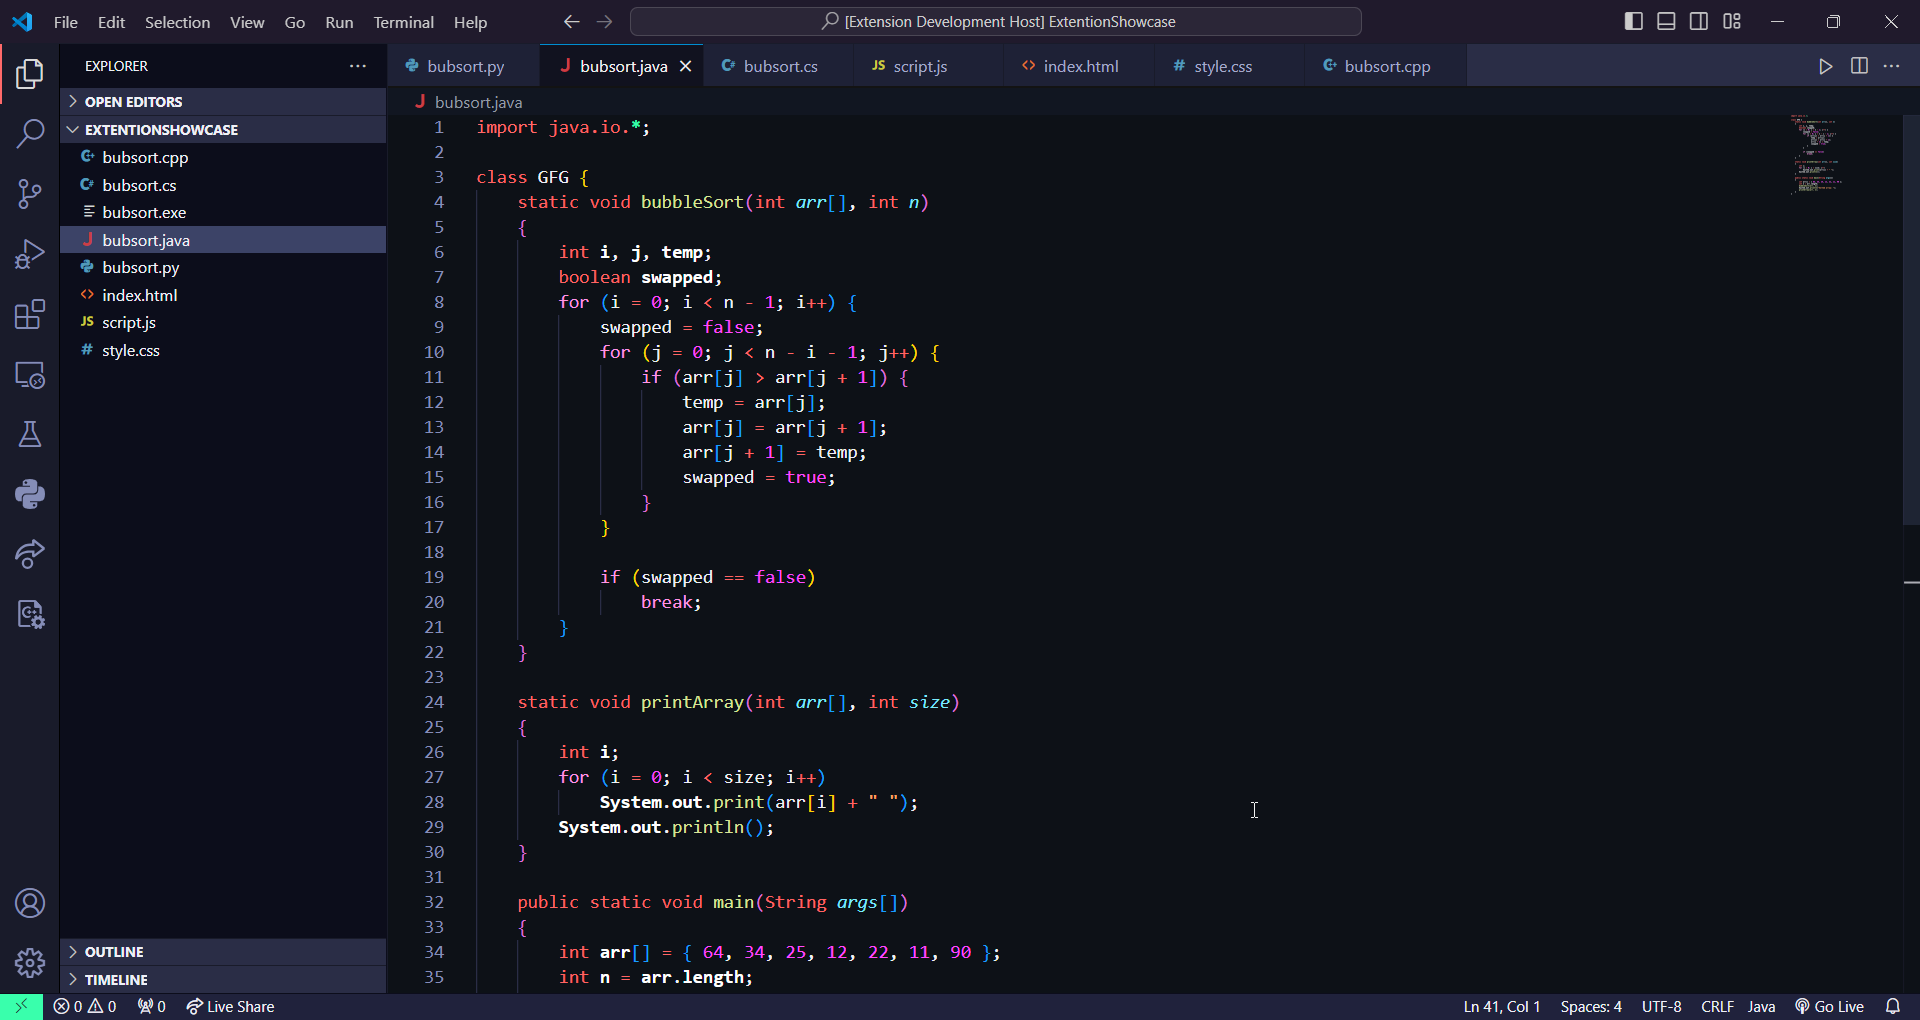 File Edit Selection View Go Run Terminal Help
[Extension Development Host] ExtentionShowcase
EXPLORER
OPEN EDITORS
EXTENTIONSHOWCASE
bubsort.cpp
bubsort.cs
bubsort.exe
bubsort.java
bubsort.py
index.html
script.js
style.css
OUTLINE
TIMELINE
bubsort.py bubsort.java bubsort.cs script.js index.html style.css bubsort.cpp
bubsort.java
1 import java.io.*;
2
3 class GFG {
4     static void bubbleSort(int arr[], int n)
5     {
6         int i, j, temp;
7         boolean swapped;
8         for (i = 0; i < n - 1; i++) {
9             swapped = false;
10             for (j = 0; j < n - i - 1; j++) {
11                 if (arr[j] > arr[j + 1]) {
12                     temp = arr[j];
13                     arr[j] = arr[j + 1];
14                     arr[j + 1] = temp;
15                     swapped = true;
16                 }
17             }
18
19             if (swapped == false)
20                 break;
21         }
22     }
23
24     static void printArray(int arr[], int size)
25     {
26         int i;
27         for (i = 0; i < size; i++)
28             System.out.print(arr[i] + " ");
29         System.out.println();
30     }
31
32     public static void main(String args[])
33     {
34         int arr[] = { 64, 34, 25, 12, 22, 11, 90 };
35         int n = arr.length;
0 0 0 Live Share
Ln 41, Col 1 Spaces: 4 UTF-8 CRLF Java Go Live